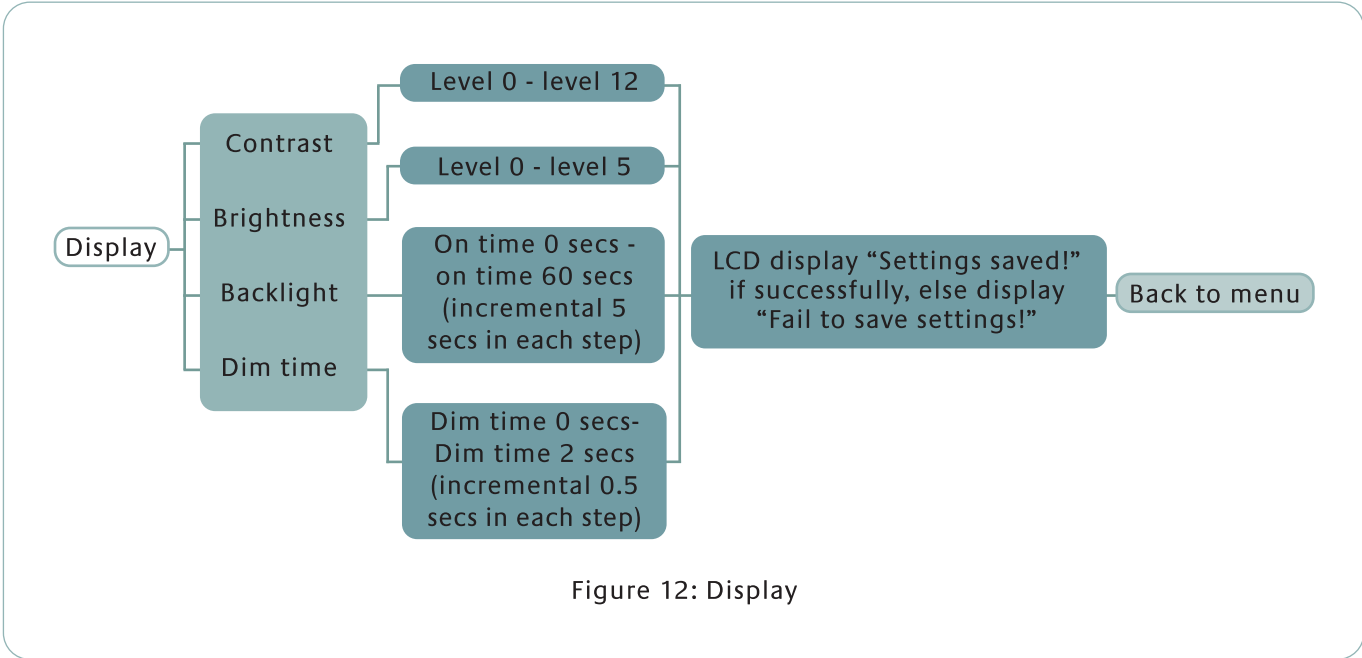 Display
Contrast
Brightness
Backlight
Dim time
Level 0 - level 12
Level 0 - level 5
On time 0 secs -
on time 60 secs
(incremental 5
secs in each step)
Dim time 0 secs-
Dim time 2 secs
(incremental 0.5
secs in each step)
LCD display “Settings saved!”
if successfully, else display
“Fail to save settings!”
Back to menu
Figure 12: Display